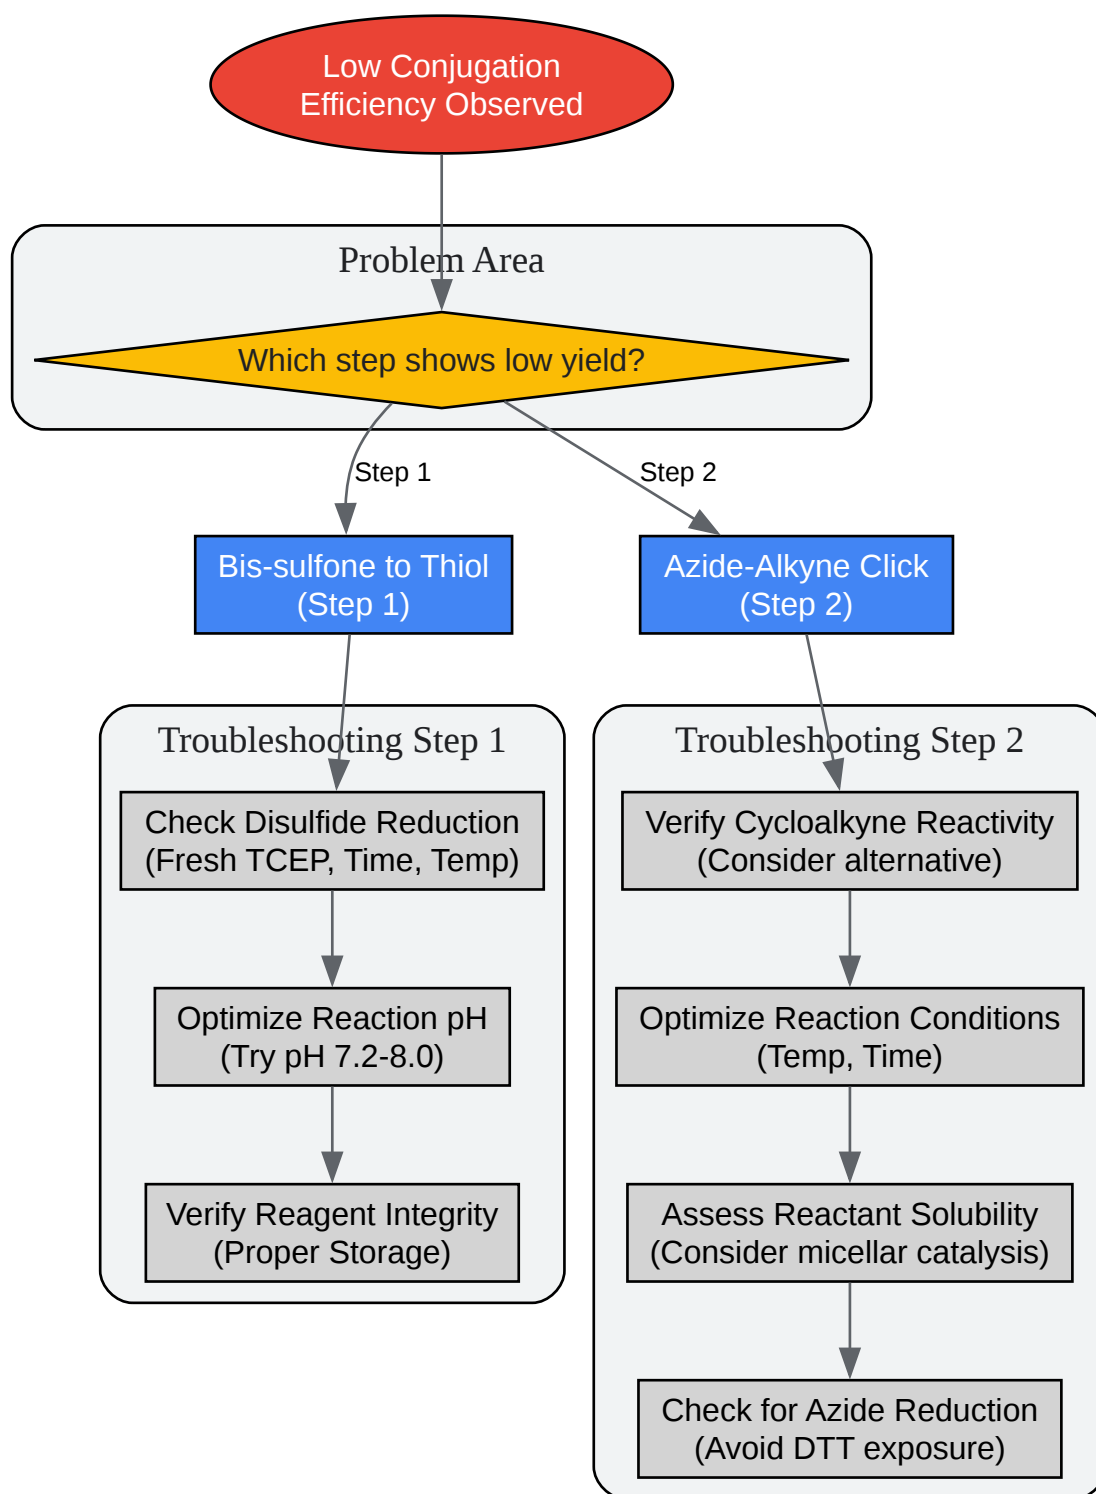 Low Conjugation
Efficiency Observed
Problem Area
Which step shows low yield?
Step 1
Step 2
Bis-sulfone to Thiol
(Step 1)
Azide-Alkyne Click
(Step 2)
Troubleshooting Step 1
Check Disulfide Reduction
(Fresh TCEP, Time, Temp)
Optimize Reaction pH
(Try pH 7.2-8.0)
Verify Reagent Integrity
(Proper Storage)
Troubleshooting Step 2
Verify Cycloalkyne Reactivity
(Consider alternative)
Optimize Reaction Conditions
(Temp, Time)
Assess Reactant Solubility
(Consider micellar catalysis)
Check for Azide Reduction
(Avoid DTT exposure)